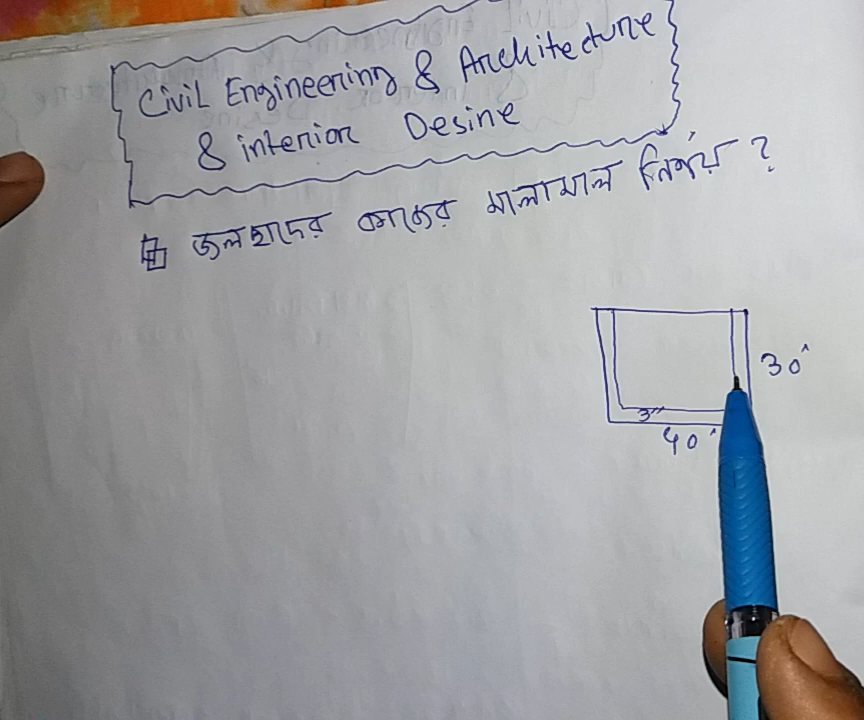 Civil Engineering & Architecture
& interior Desine
জলছাদের কাজের মালামাল নির্ণয় ?
30'
3"
40'